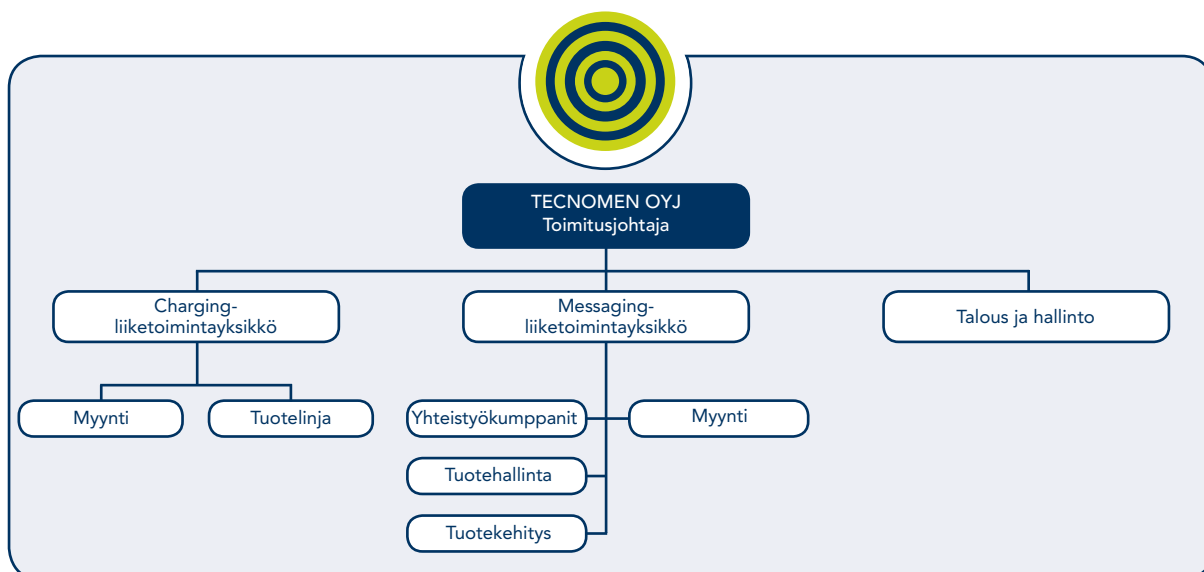 TECNOMEN OYJ
Toimitusjohtaja
Charging-
liiketoimintayksikkö
Messaging-
liiketoimintayksikkö
Talous ja hallinto
Myynti
Tuotelinja
Yhteistyökumppanit
Myynti
Tuotehallinta
Tuotekehitys